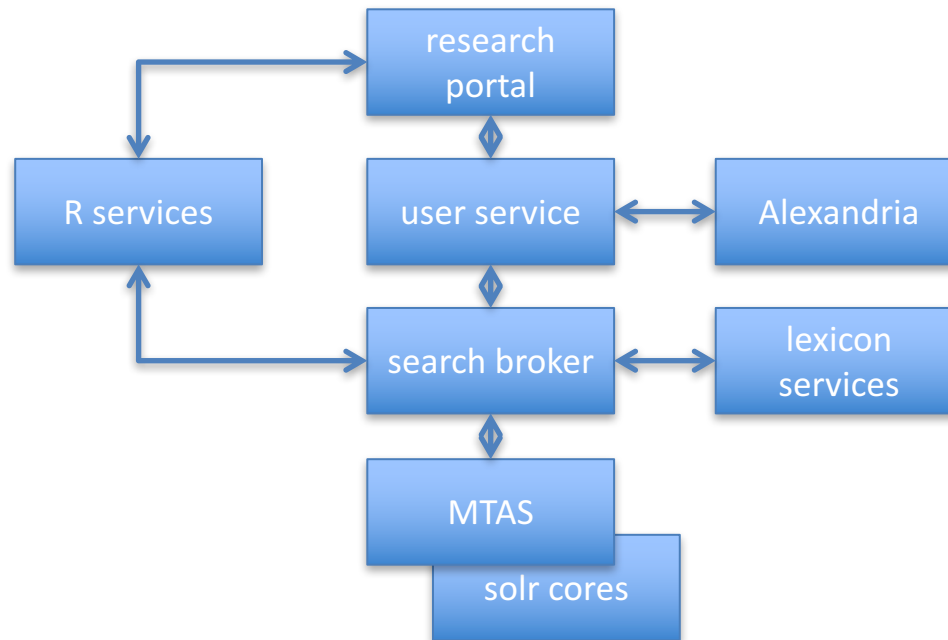 research
portal
R services
user service
Alexandria
search broker
lexicon
services
MTAS
solr cores